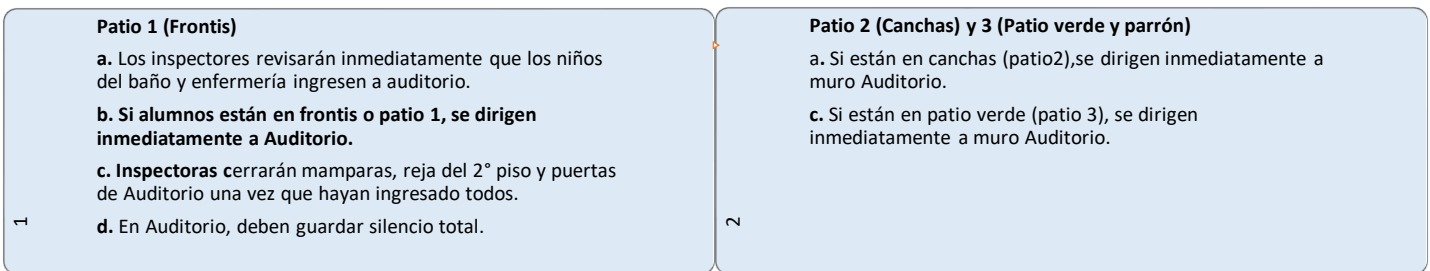 Patio 1 (Frontis)
a. Los inspectores revisarán inmediatamente que los niños
del baño y enfermería ingresen a auditorio.
b. Si alumnos están en frontis o patio 1, se dirigen
inmediatamente a Auditorio.
c. Inspectoras cerrarán mamparas, reja del 2° piso y puertas
de Auditorio una vez que hayan ingresado todos.
d. En Auditorio, deben guardar silencio total.
1
Patio 2 (Canchas) y 3 (Patio verde y parrón)
a. Si están en canchas (patio2),se dirigen inmediatamente a
muro Auditorio.
c. Si están en patio verde (patio 3), se dirigen
inmediatamente a muro Auditorio.
2